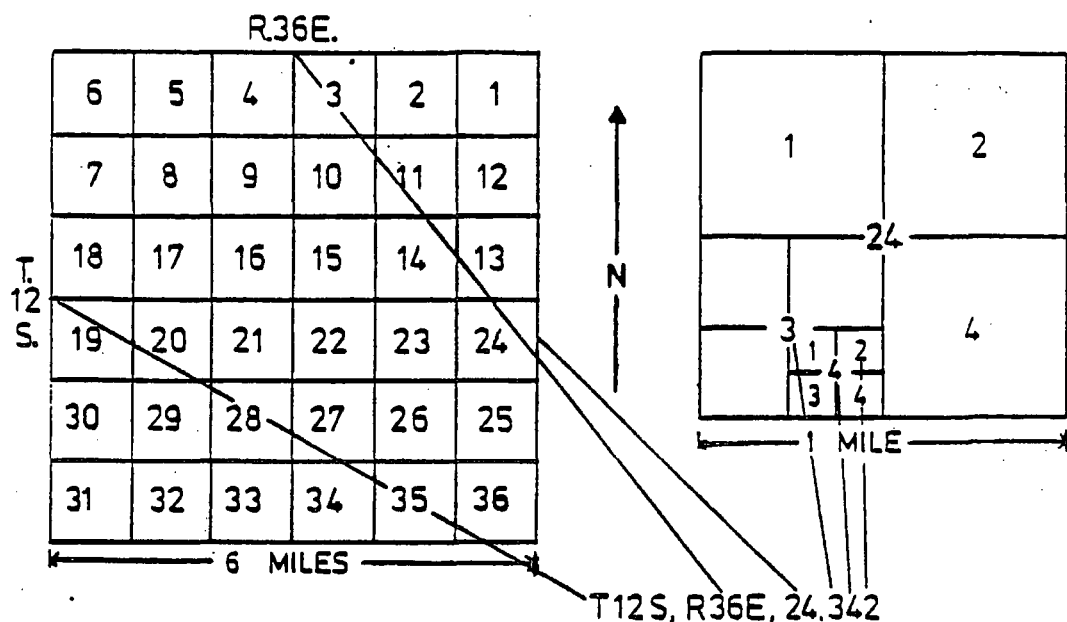 R.36E.
6 5 4 3 2 1
7 8 9 10 11 12
18 17 16 15 14 13
T.
12
S.
19 20 21 22 23 24
30 29 28 27 26 25
31 32 33 34 35 36
6 MILES
N
1 2
24
3 4
1 2
4
3 4
1 MILE
T12S, R36E, 24.342